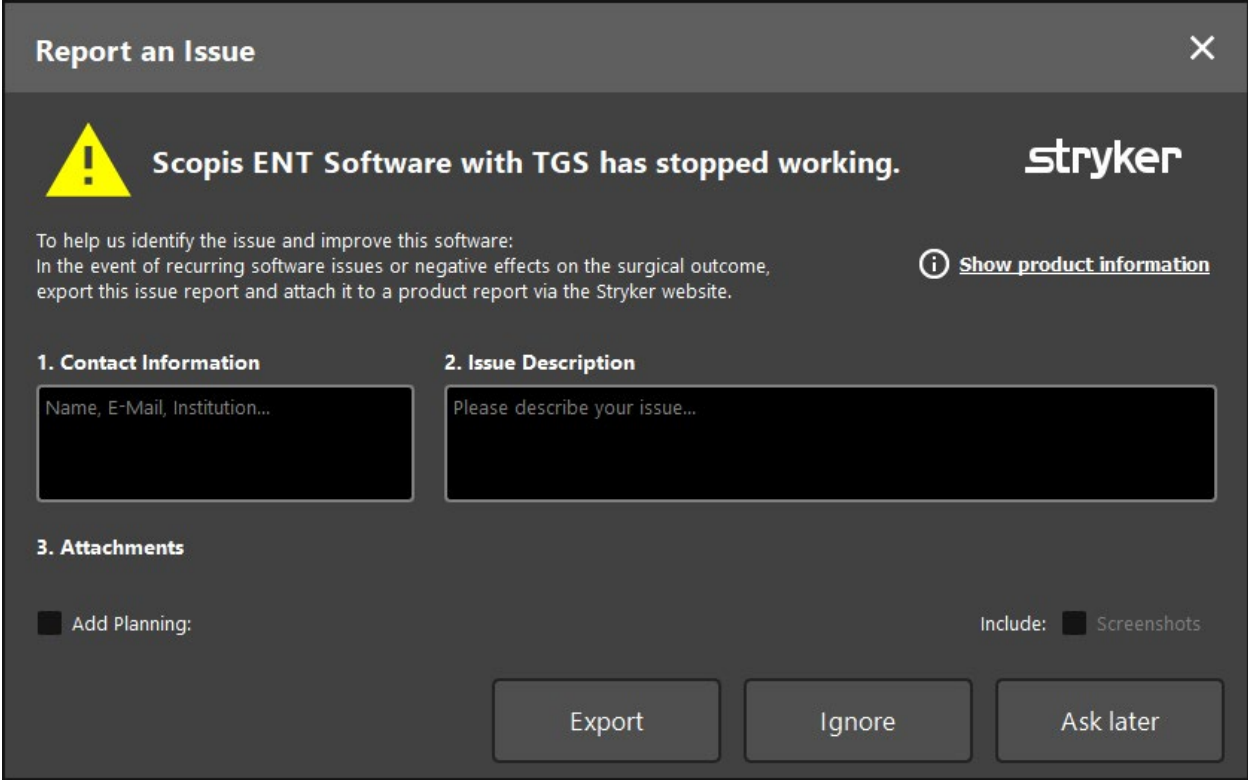 Report an Issue
Scopis ENT Software with TGS has stopped working.
stryker
To help us identify the issue and improve this software:
In the event of recurring software issues or negative effects on the surgical outcome,
export this issue report and attach it to a product report via the Stryker website.
Show product information
1. Contact Information
Name, E-Mail, Institution...
2. Issue Description
Please describe your issue...
3. Attachments
Add Planning:
Include: Screenshots
Export
Ignore
Ask later